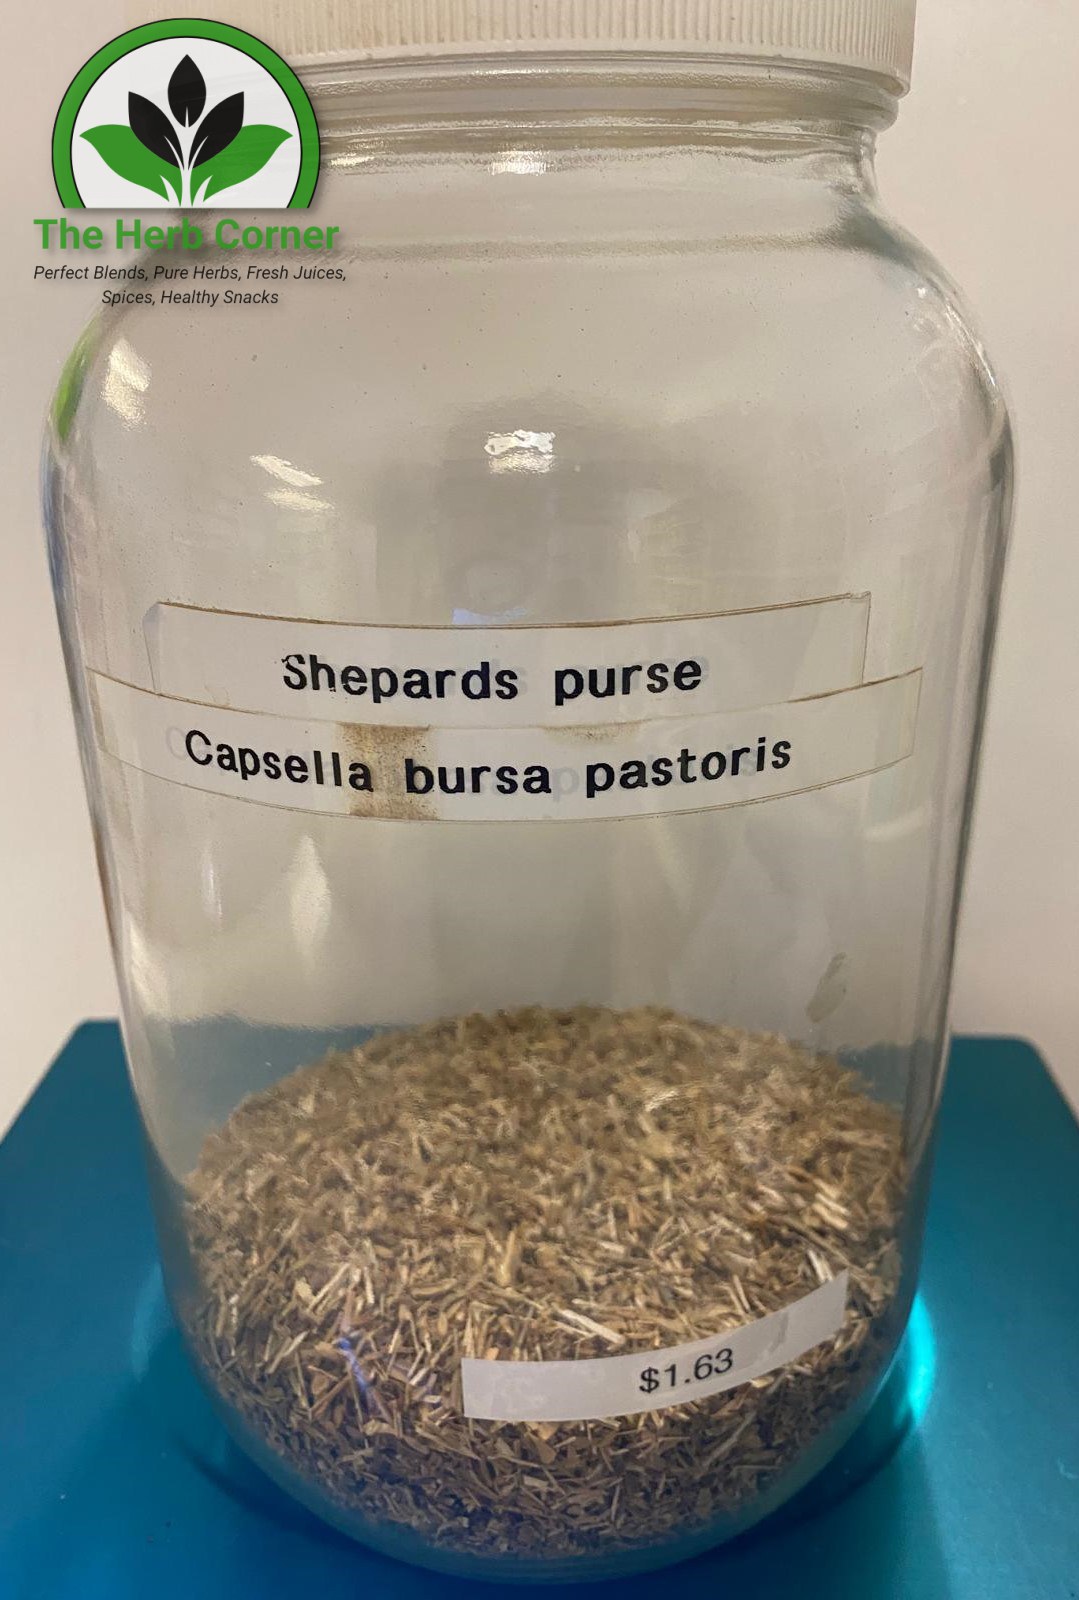 The Herb Corner
Perfect Blends, Pure Herbs, Fresh Juices,
Spices, Healthy Snacks
Shepards purse
Capsella bursa pastoris
$1.63